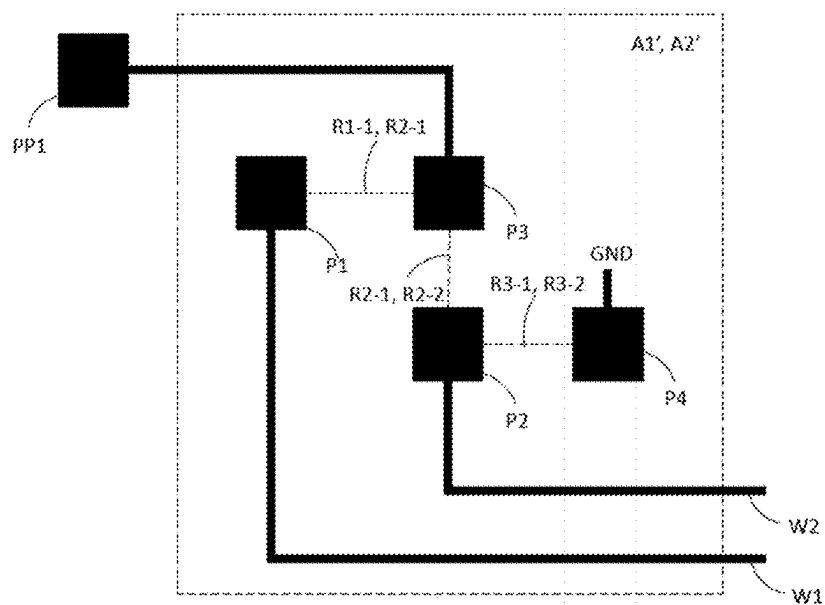 A1', A2'
PP1
R1-1, R2-1
P3
P1
GND
R2-1, R2-2
R3-1, R3-2
P4
P2
W2
W1